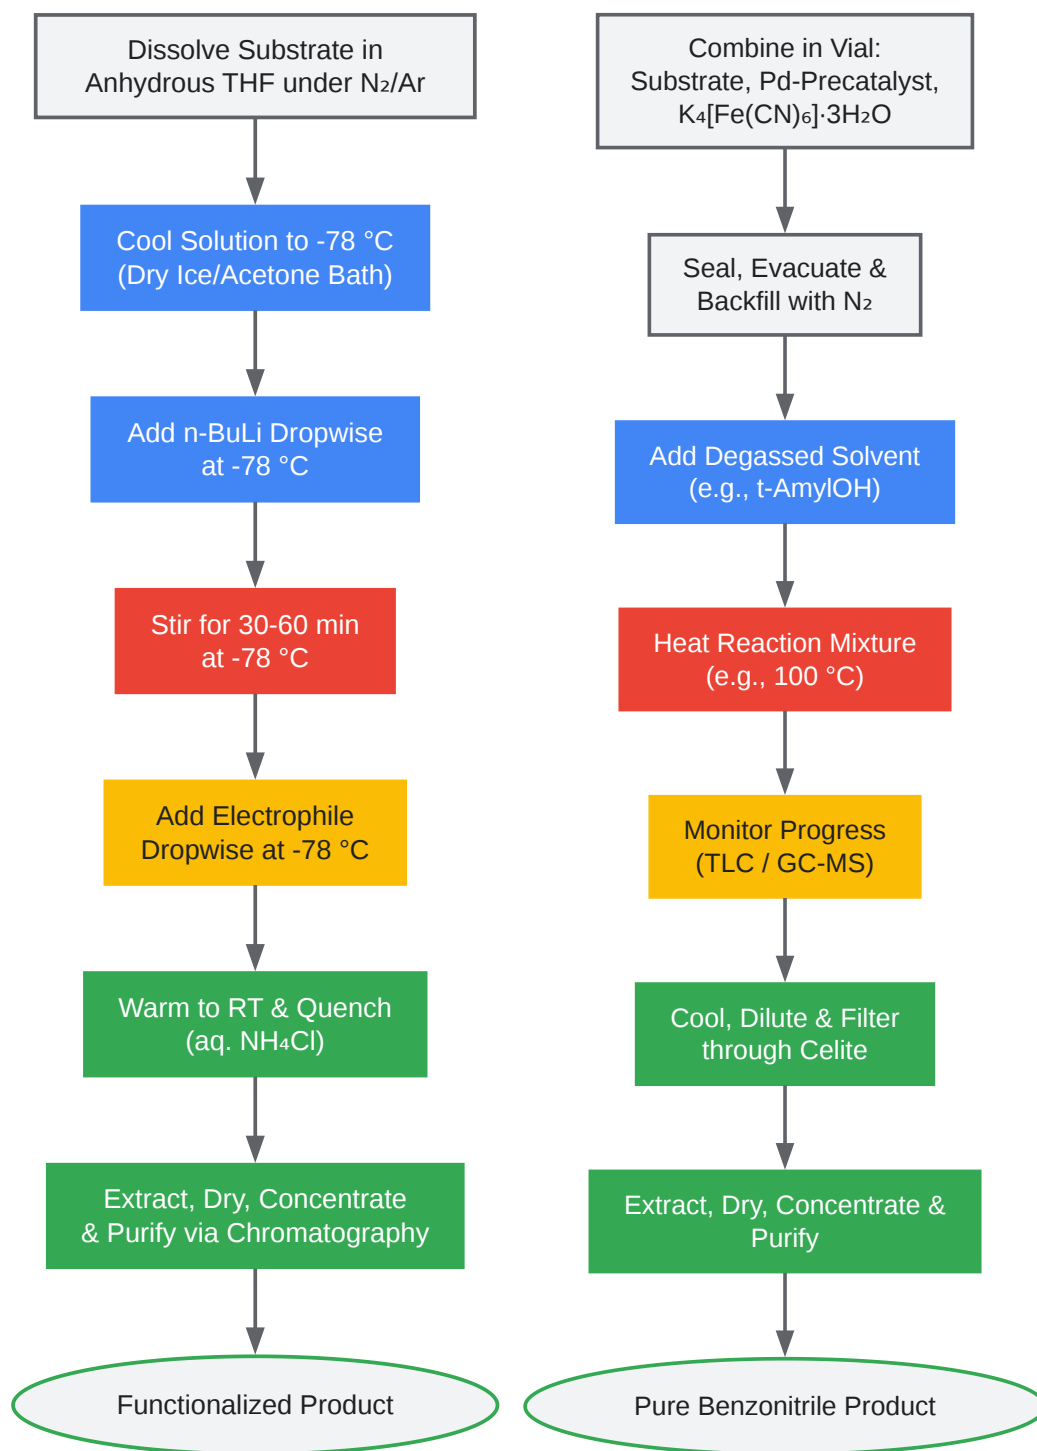 Dissolve Substrate in
Anhydrous THF under N₂/Ar
Cool Solution to -78 °C
(Dry Ice/Acetone Bath)
Add n-BuLi Dropwise
at -78 °C
Stir for 30-60 min
at -78 °C
Add Electrophile
Dropwise at -78 °C
Warm to RT & Quench
(aq. NH₄Cl)
Extract, Dry, Concentrate
& Purify via Chromatography
Functionalized Product
Combine in Vial:
Substrate, Pd-Precatalyst,
K₄[Fe(CN)₆]·3H₂O
Seal, Evacuate &
Backfill with N₂
Add Degassed Solvent
(e.g., t-AmylOH)
Heat Reaction Mixture
(e.g., 100 °C)
Monitor Progress
(TLC / GC-MS)
Cool, Dilute & Filter
through Celite
Extract, Dry, Concentrate &
Purify
Pure Benzonitrile Product